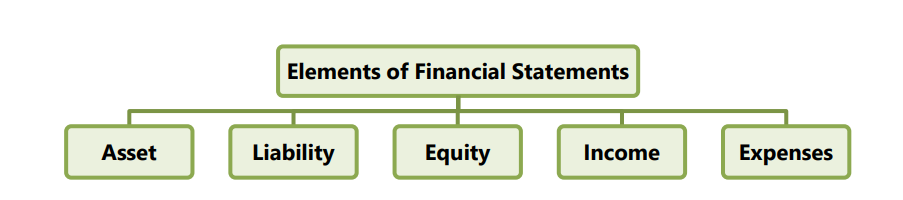 Elements of Financial Statements
Asset
Liability
Equity
Income
Expenses